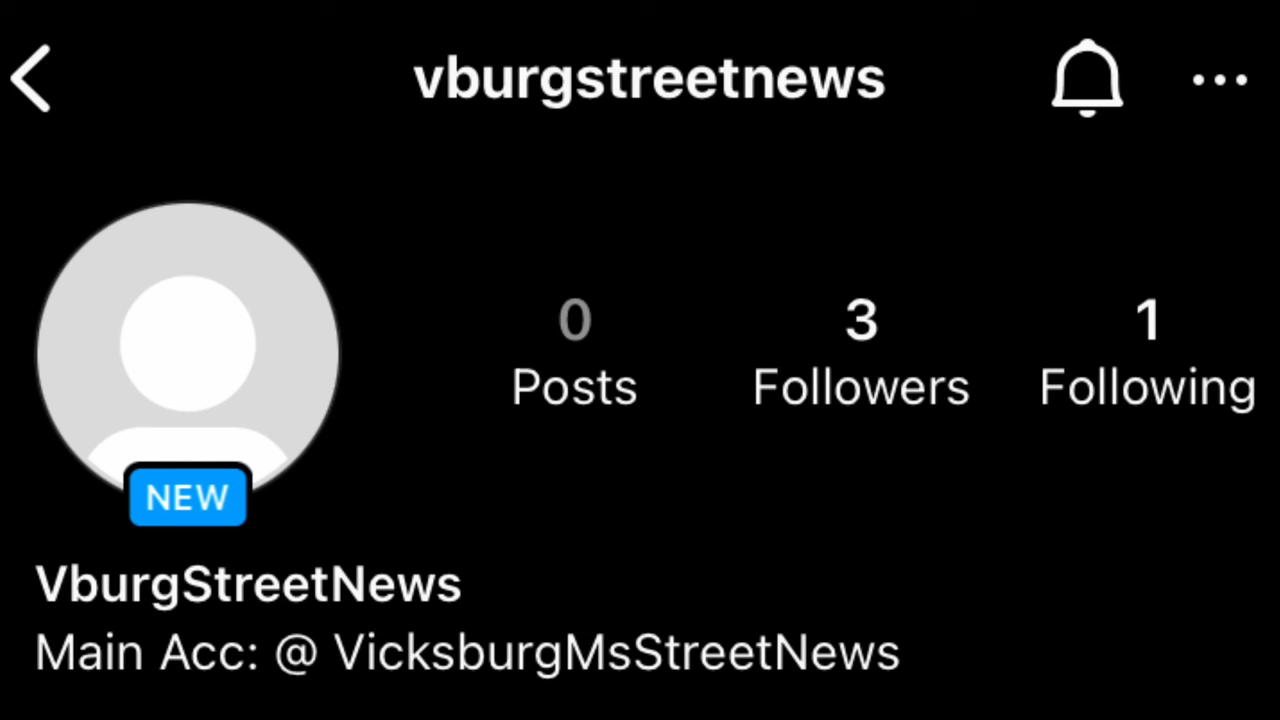 vburgstreetnews
0 3 1
Posts Followers Following
NEW
VburgStreetNews
Main Acc: @ VicksburgMsStreetNews